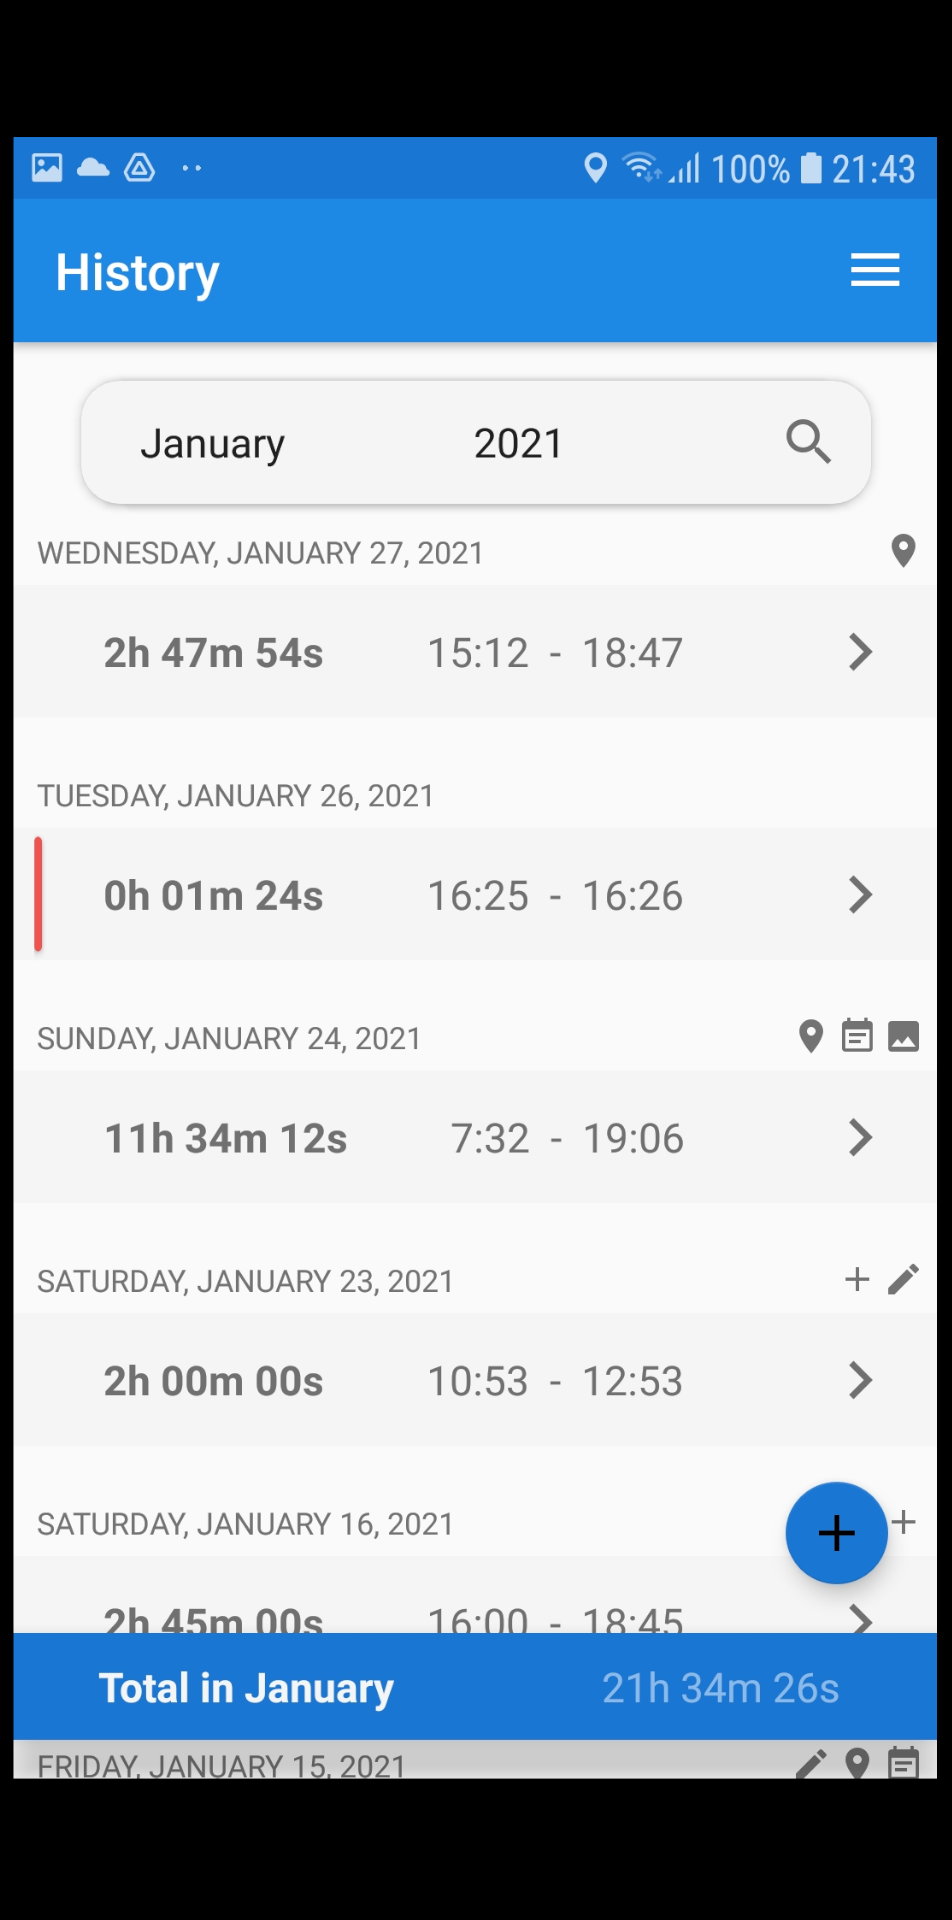 100% 21:43
History
January 2021
WEDNESDAY, JANUARY 27, 2021
2h 47m 54s 15:12 - 18:47
TUESDAY, JANUARY 26, 2021
0h 01m 24s 16:25 - 16:26
SUNDAY, JANUARY 24, 2021
11h 34m 12s 7:32 - 19:06
SATURDAY, JANUARY 23, 2021
2h 00m 00s 10:53 - 12:53
SATURDAY, JANUARY 16, 2021
2h 45m 00s 16:00 - 18:45
Total in January 21h 34m 26s
FRIDAY, JANUARY 15, 2021